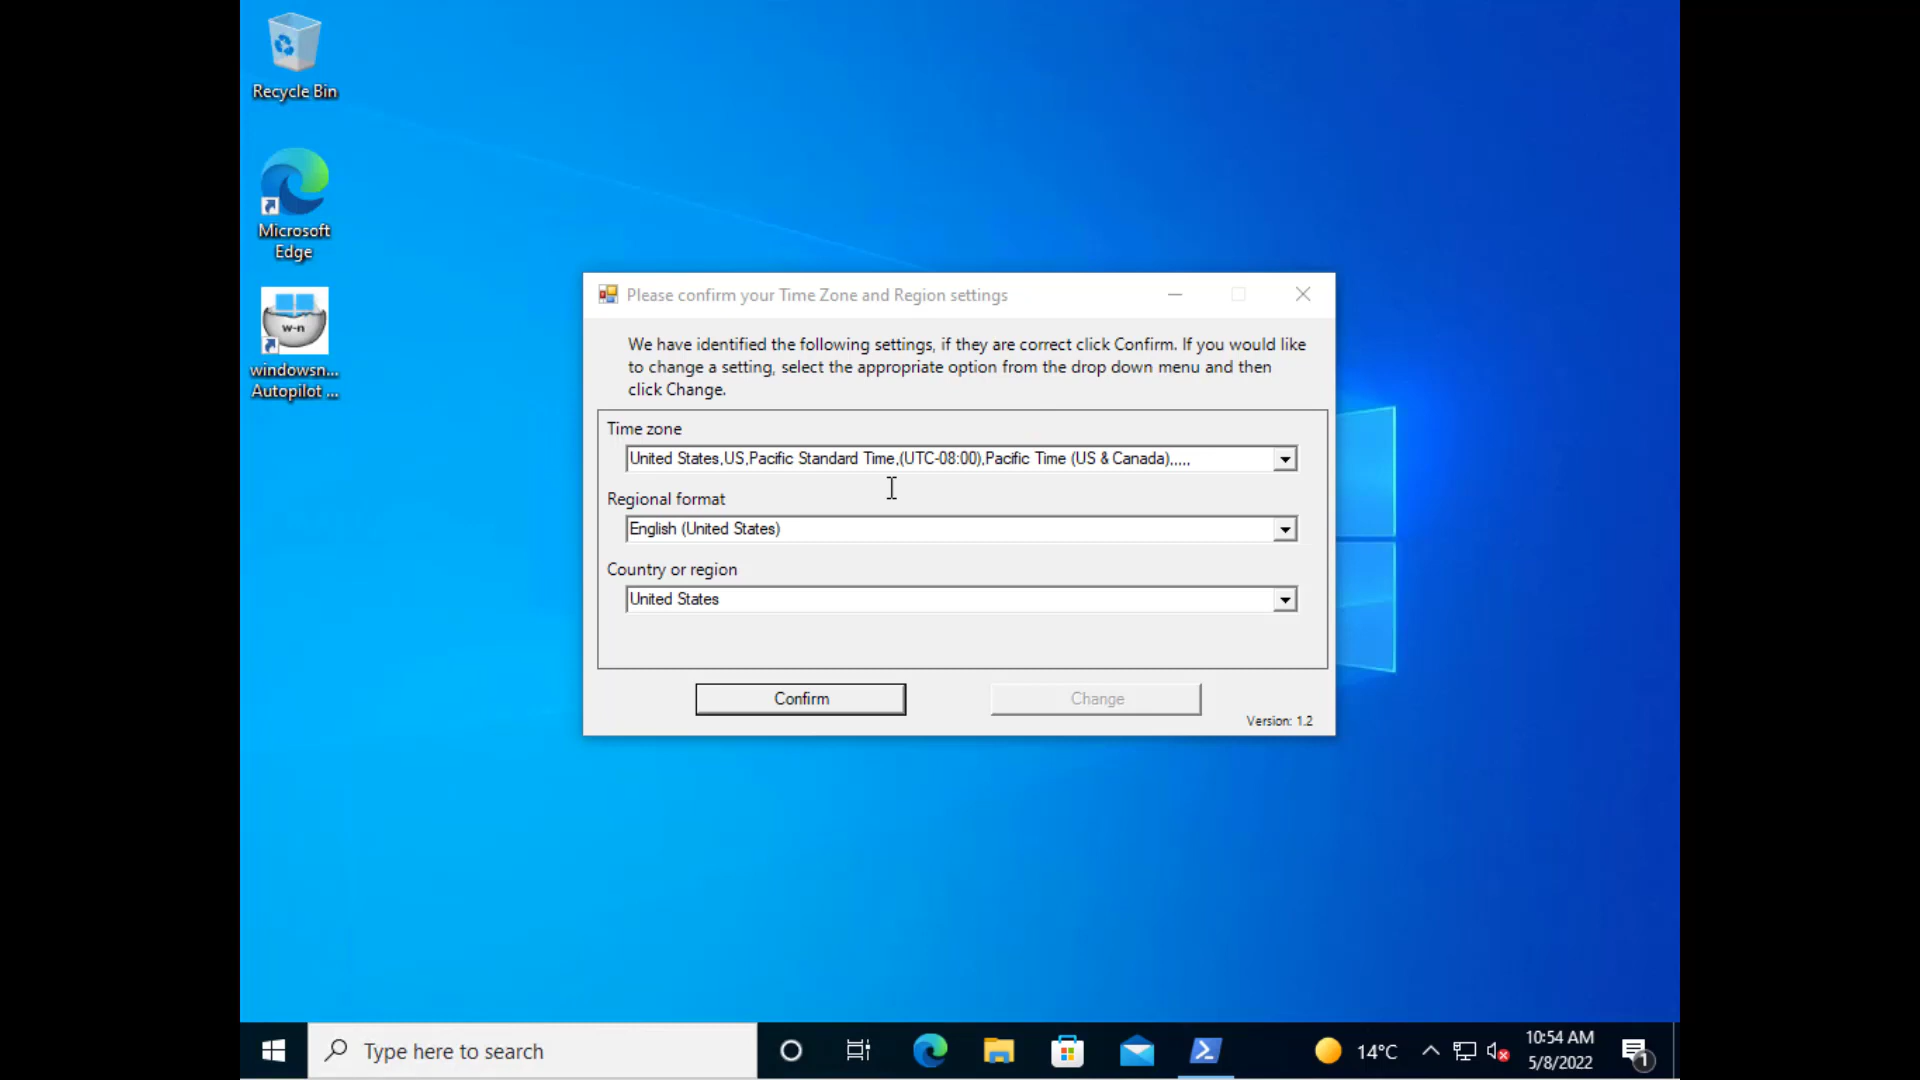 Recycle Bin
Microsoft
Edge
w-n
windowsn...
Autopilot ...
Please confirm your Time Zone and Region settings
We have identified the following settings, if they are correct click Confirm. If you would like
to change a setting, select the appropriate option from the drop down menu and then
click Change.
Time zone
United States,US,Pacific Standard Time,(UTC-08:00),Pacific Time (US & Canada),,,,,
Regional format
English (United States)
Country or region
United States
Confirm
Change
Version: 1.2
Type here to search
14°C
10:54 AM
5/8/2022
1